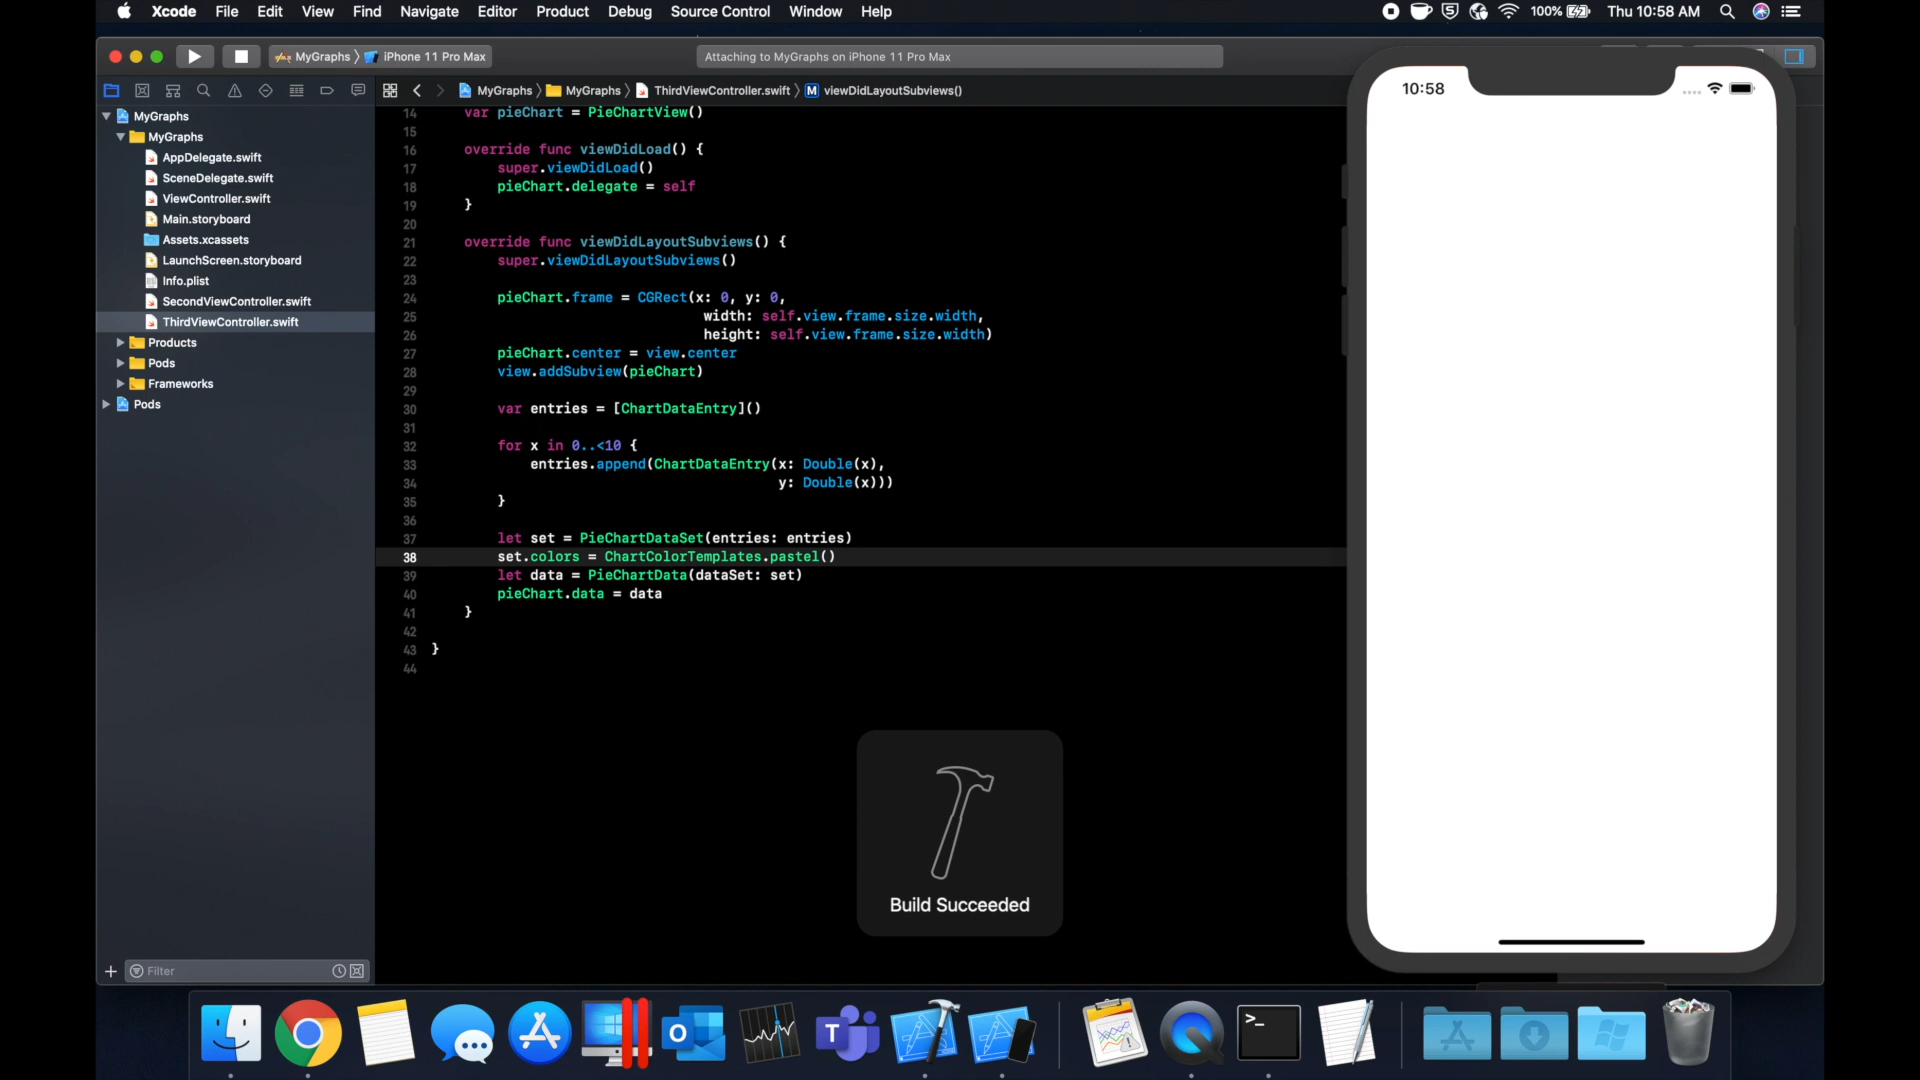 Xcode File Edit View Find Navigate Editor Product Debug Source Control Window Help
100% Thu 10:58 AM
MyGraphs iPhone 11 Pro Max
Attaching to MyGraphs on iPhone 11 Pro Max
MyGraphs MyGraphs ThirdViewController.swift M viewDidLayoutSubviews()
MyGraphs
MyGraphs
AppDelegate.swift
SceneDelegate.swift
ViewController.swift
Main.storyboard
Assets.xcassets
LaunchScreen.storyboard
Info.plist
SecondViewController.swift
ThirdViewController.swift
Products
Pods
Frameworks
Pods
Filter
14 var pieChart = PieChartView()
15
16 override func viewDidLoad() {
17 super.viewDidLoad()
18 pieChart.delegate = self
19 }
20
21 override func viewDidLayoutSubviews() {
22 super.viewDidLayoutSubviews()
23
24 pieChart.frame = CGRect(x: 0, y: 0,
25 width: self.view.frame.size.width,
26 height: self.view.frame.size.width)
27 pieChart.center = view.center
28 view.addSubview(pieChart)
29
30 var entries = [ChartDataEntry]()
31
32 for x in 0..<10 {
33 entries.append(ChartDataEntry(x: Double(x),
34 y: Double(x)))
35 }
36
37 let set = PieChartDataSet(entries: entries)
38 set.colors = ChartColorTemplates.pastel()
39 let data = PieChartData(dataSet: set)
40 pieChart.data = data
41 }
42
43 }
44
Build Succeeded
10:58